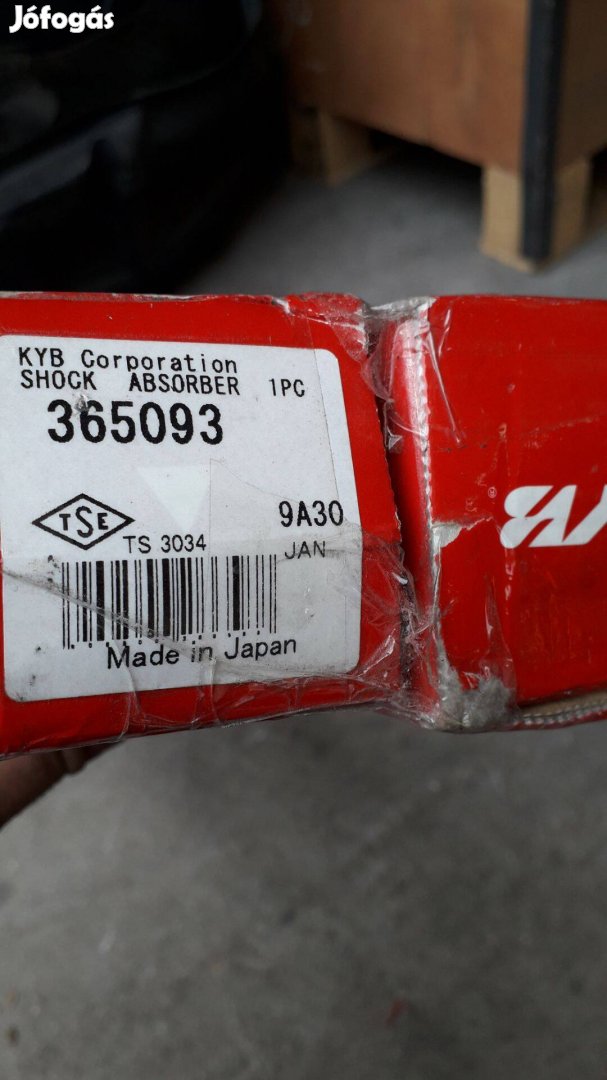 Jófogás
KYB Corporation
SHOCK ABSORBER 1PC
365093
TSE
TS 3034
9A30
JAN
Made in Japan